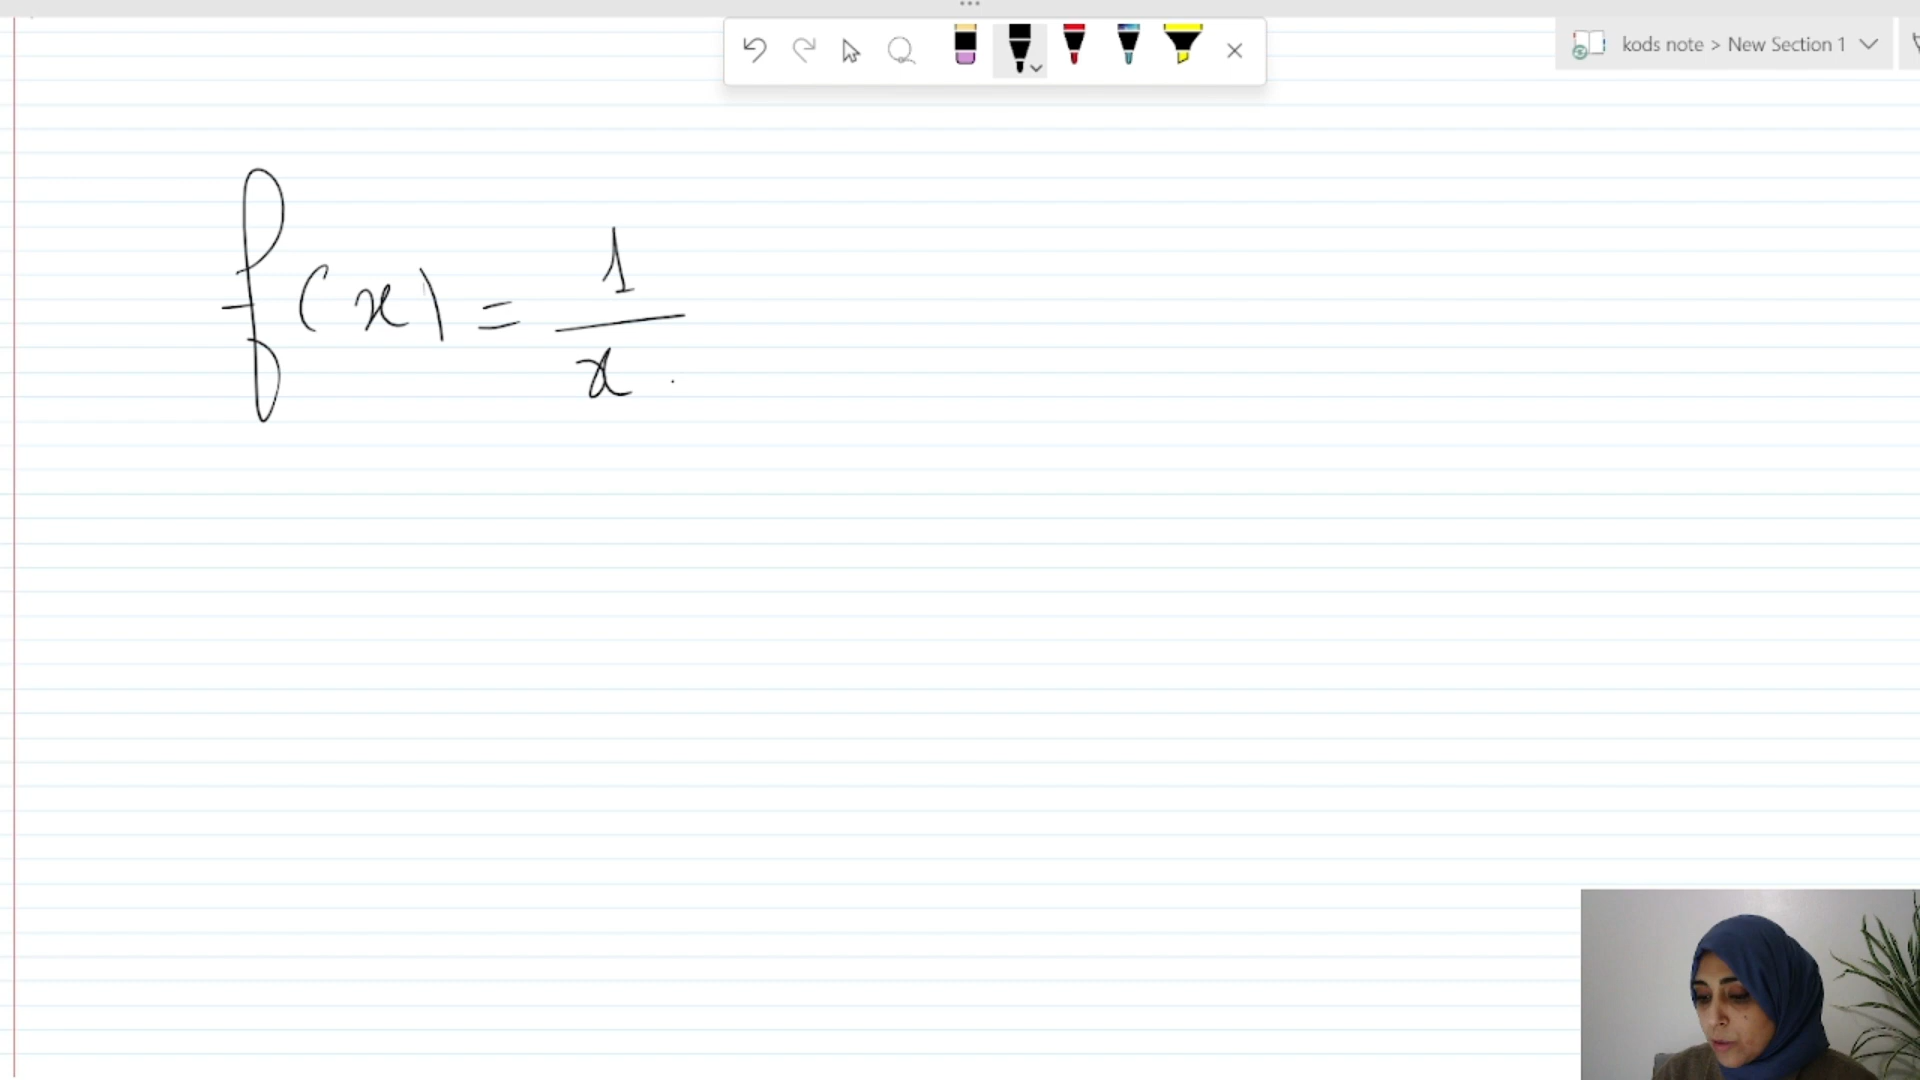 kods note > New Section 1
f(x) = 1/x